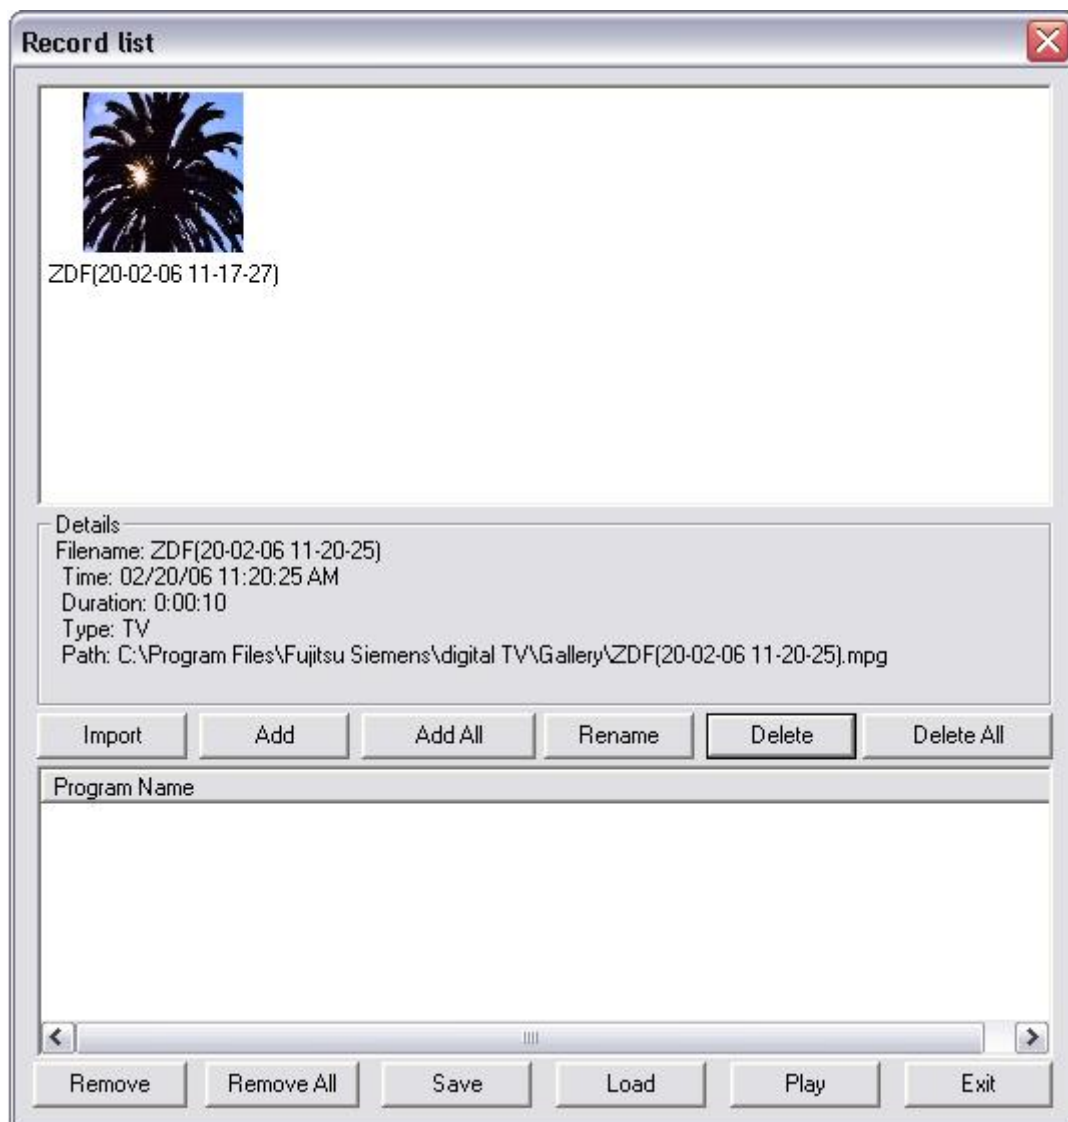 Record list
ZDF(20-02-06 11-17-27)
Details
Filename: ZDF(20-02-06 11-20-25)
Time: 02/20/06 11:20:25 AM
Duration: 0:00:10
Type: TV
Path: C:\Program Files\Fujitsu Siemens\digital TV\Gallery\ZDF(20-02-06 11-20-25).mpg
Import Add Add All Rename Delete Delete All
Program Name
Remove Remove All Save Load Play Exit